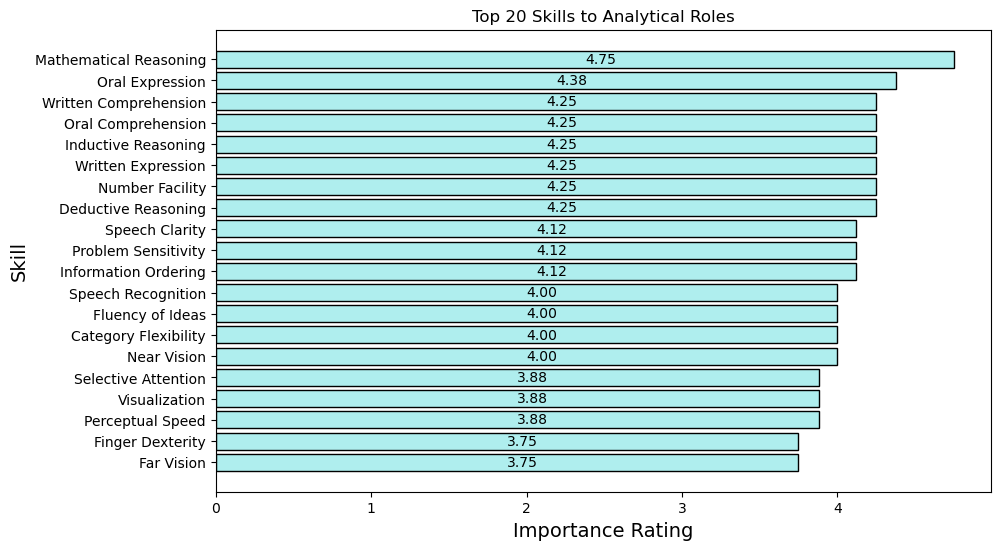 Top 20 Skills to Analytical Roles
Skill
Mathematical Reasoning 4.75
Oral Expression 4.38
Written Comprehension 4.25
Oral Comprehension 4.25
Inductive Reasoning 4.25
Written Expression 4.25
Number Facility 4.25
Deductive Reasoning 4.25
Speech Clarity 4.12
Problem Sensitivity 4.12
Information Ordering 4.12
Speech Recognition 4.00
Fluency of Ideas 4.00
Category Flexibility 4.00
Near Vision 4.00
Selective Attention 3.88
Visualization 3.88
Perceptual Speed 3.88
Finger Dexterity 3.75
Far Vision 3.75
0 1 2 3 4
Importance Rating